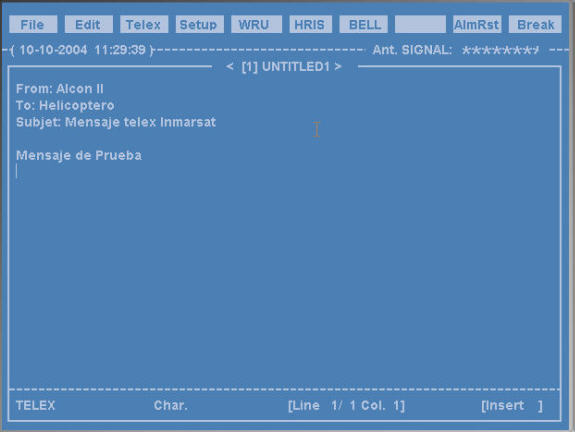 File Edit Telex Setup WRU HRIS BELL AlmRst Break
( 10-10-2004 11:29:39 ) Ant. SIGNAL: ********
< [1] UNTITLED1 >
From: Alcon II
To: Helicoptero
Subjet: Mensaje telex Inmarsat
Mensaje de Prueba
TELEX Char. [Line 1/ 1 Col. 1] [Insert ]